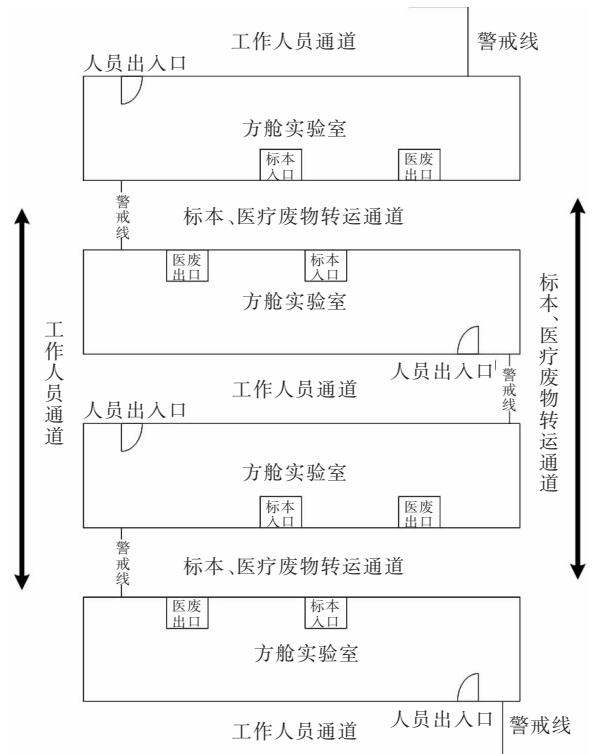 工作人员通道
警戒线
人员出入口
方舱实验室
标本
入口
医废
出口
警戒线
标本、医疗废物转运通道
医废
出口
标本
入口
方舱实验室
人员出入口
警戒线
工作人员通道
人员出入口
方舱实验室
标本
入口
医废
出口
警戒线
标本、医疗废物转运通道
医废
出口
标本
入口
方舱实验室
人员出入口
警戒线
工作人员通道
工作人员通道
标本、医疗废物转运通道